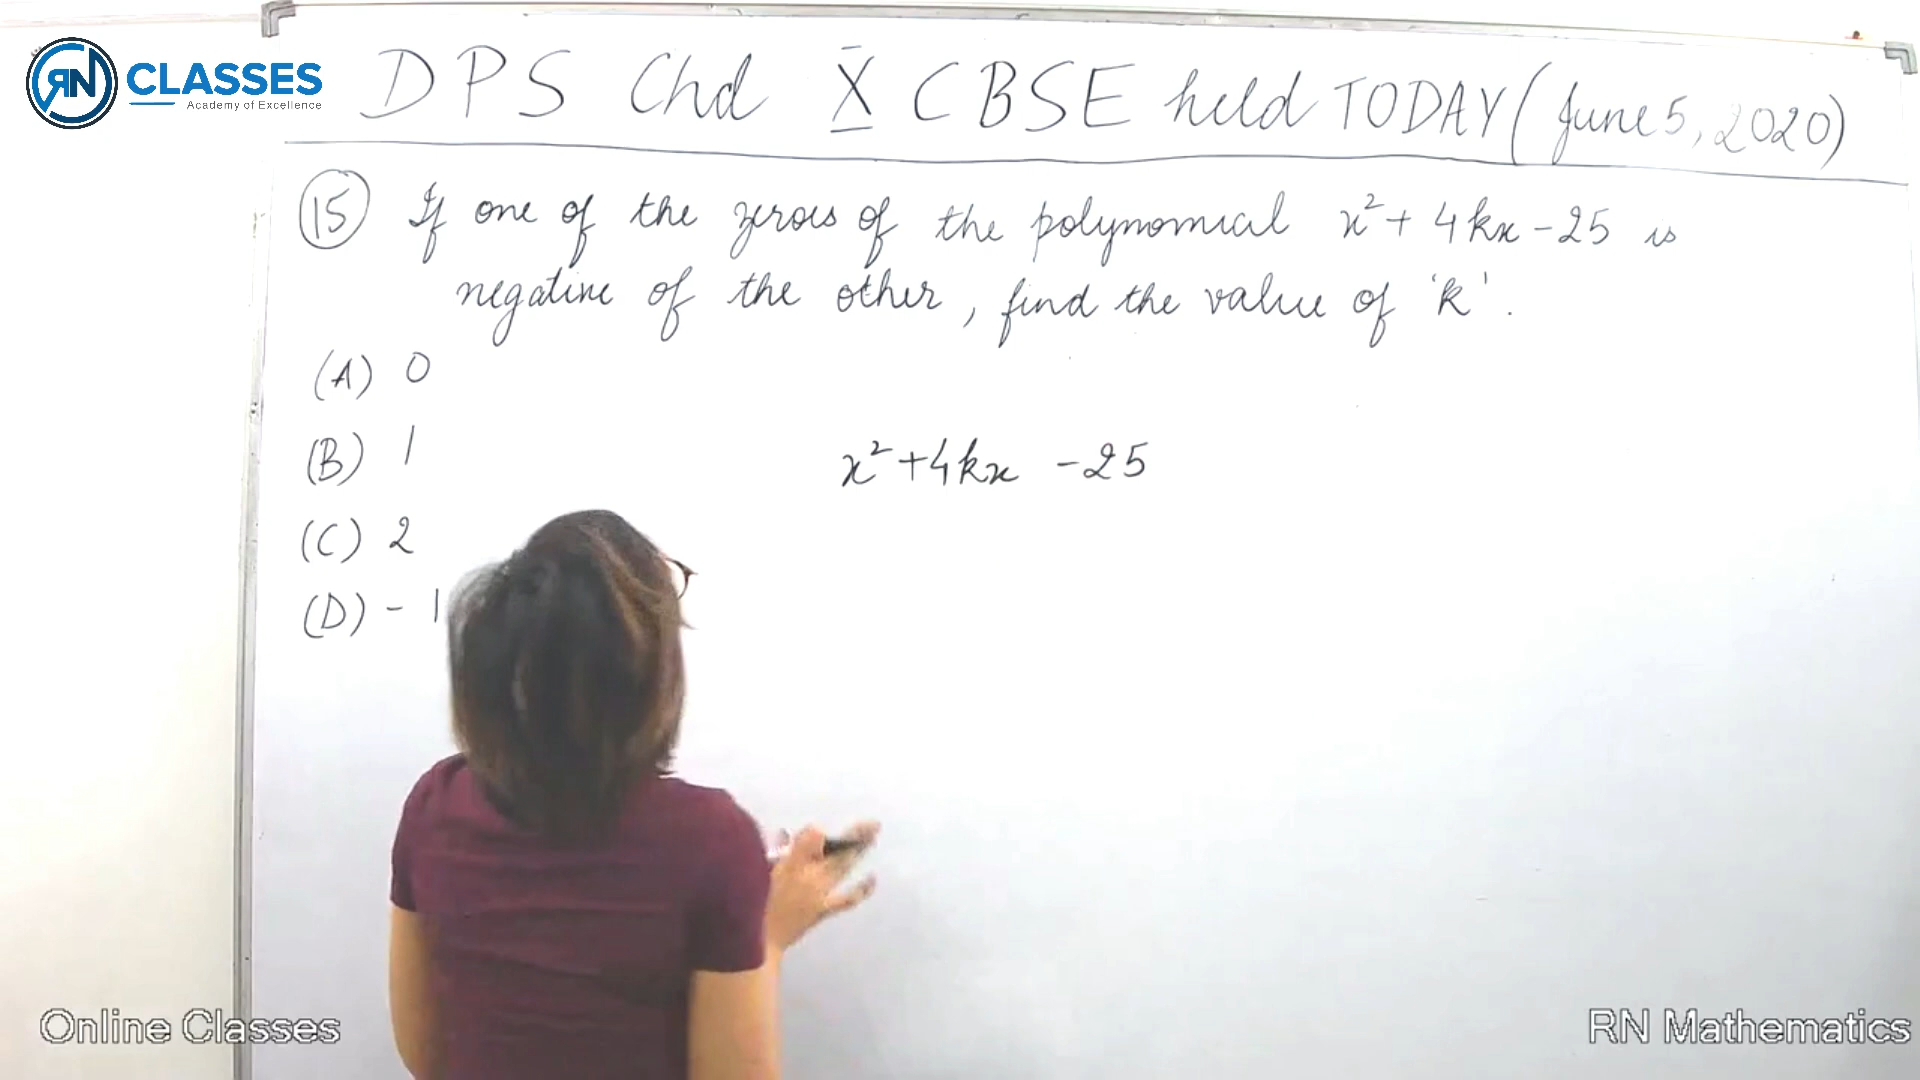 RN CLASSES
Academy of Excellence
DPS Chd X CBSE held TODAY (June 5, 2020)
15 If one of the zeroes of the polynomial x² + 4kx - 25 is
negative of the other, find the value of 'k'.
(A) 0
(B) 1
(C) 2
(D) - 1
x² + 4kx - 25
Online Classes
RN Mathematics